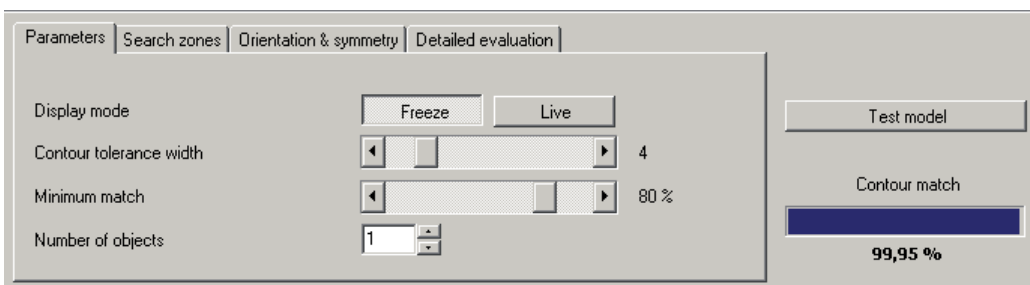 Parameters Search zones Orientation & symmetry Detailed evaluation
Display mode Freeze Live
Test model
Contour tolerance width 4
Minimum match 80 %
Contour match
Number of objects 1
99,95 %